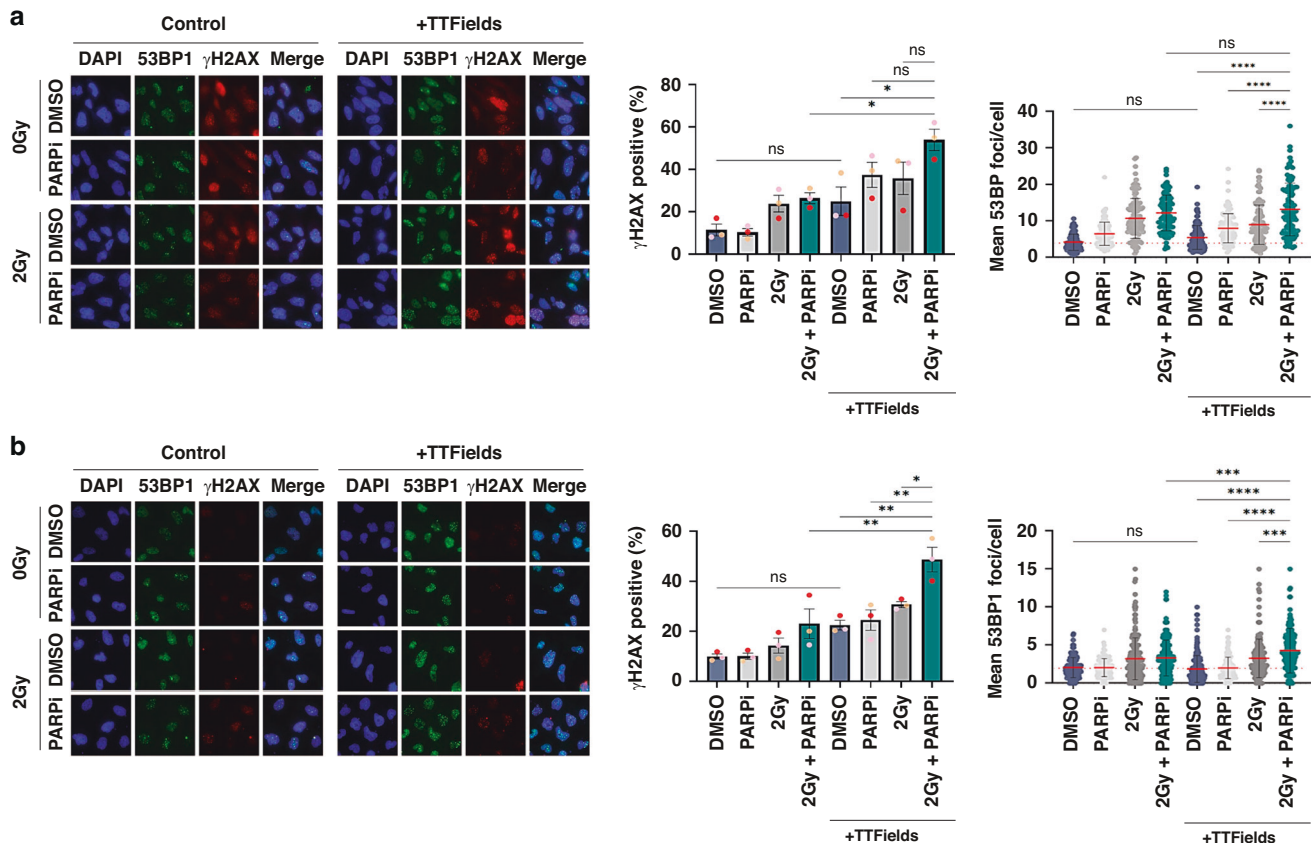 a
Control
+TTFields
DAPI 53BP1 γH2AX Merge
DAPI 53BP1 γH2AX Merge
0Gy
DMSO
PARPi
2Gy
DMSO
PARPi
γH2AX positive (%)
80
60
40
20
0
ns
ns
*
*
ns
DMSO
PARPi
2Gy
2Gy + PARPi
DMSO
PARPi
2Gy
2Gy + PARPi
+TTFields
Mean 53BP foci/cell
40
30
20
10
0
ns
****
****
****
ns
DMSO
PARPi
2Gy
2Gy + PARPi
DMSO
PARPi
2Gy
2Gy + PARPi
+TTFields
b
Control
+TTFields
DAPI 53BP1 γH2AX Merge
DAPI 53BP1 γH2AX Merge
0Gy
DMSO
PARPi
2Gy
DMSO
PARPi
γH2AX positive (%)
60
40
20
0
*
**
**
**
ns
DMSO
PARPi
2Gy
2Gy + PARPi
DMSO
PARPi
2Gy
2Gy + PARPi
+TTFields
Mean 53BP1 foci/cell
20
15
10
5
0
***
****
****
***
ns
DMSO
PARPi
2Gy
2Gy + PARPi
DMSO
PARPi
2Gy
2Gy + PARPi
+TTFields